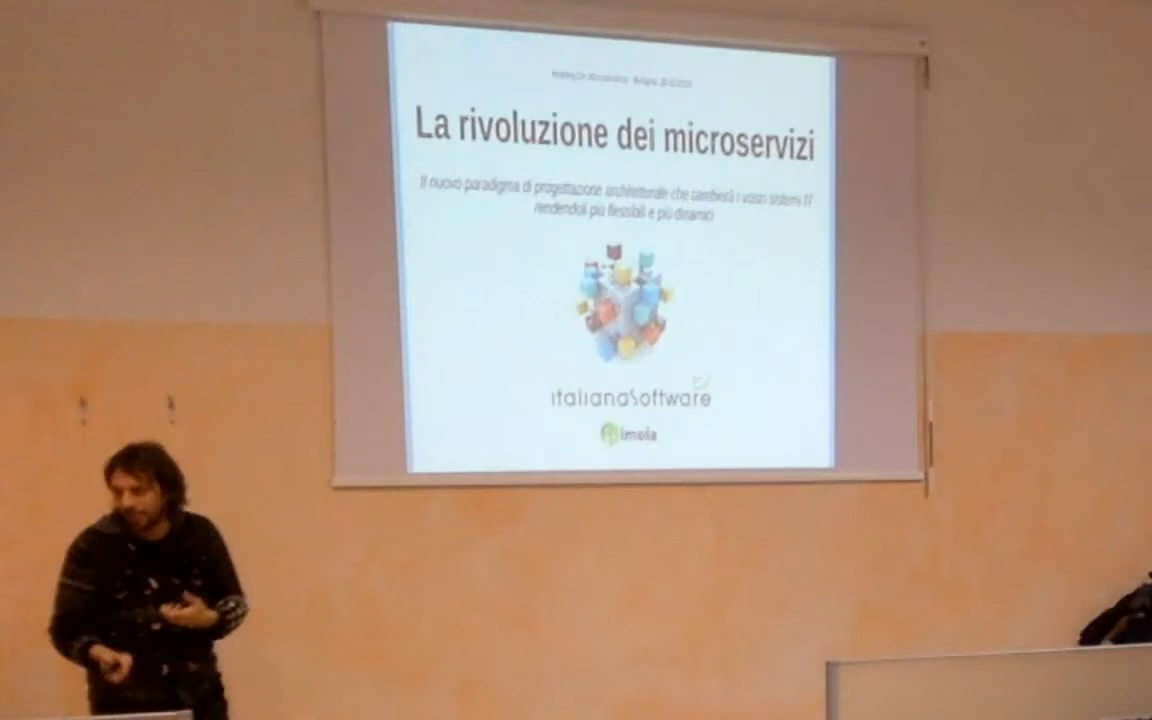 La rivoluzione dei microservizi
Il nuovo paradigma di progettazione architetturale che cambierà i vostri sistemi IT
rendendoli più flessibili e più dinamici
italianaSoftware
imola